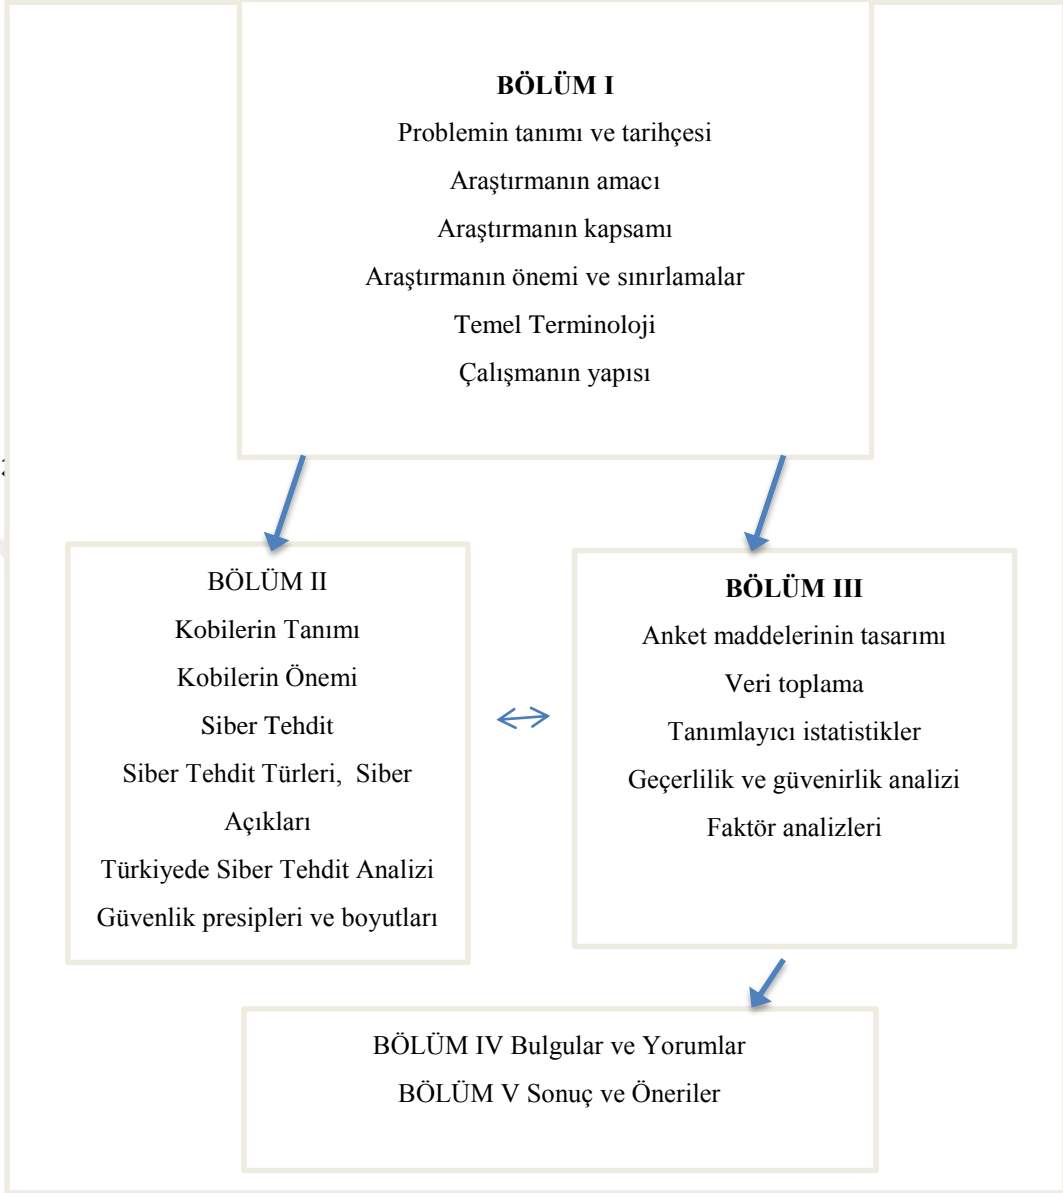 BÖLÜM I
Problemin tanımı ve tarihçesi
Araştırmanın amacı
Araştırmanın kapsamı
Araştırmanın önemi ve sınırlamalar
Temel Terminoloji
Çalışmanın yapısı
BÖLÜM II
Kobilerin Tanımı
Kobilerin Önemi
Siber Tehdit
Siber Tehdit Türleri, Siber
Açıkları
Türkiyede Siber Tehdit Analizi
Güvenlik presipleri ve boyutları
BÖLÜM III
Anket maddelerinin tasarımı
Veri toplama
Tanımlayıcı istatistikler
Geçerlilik ve güvenirlik analizi
Faktör analizleri
BÖLÜM IV Bulgular ve Yorumlar
BÖLÜM V Sonuç ve Öneriler